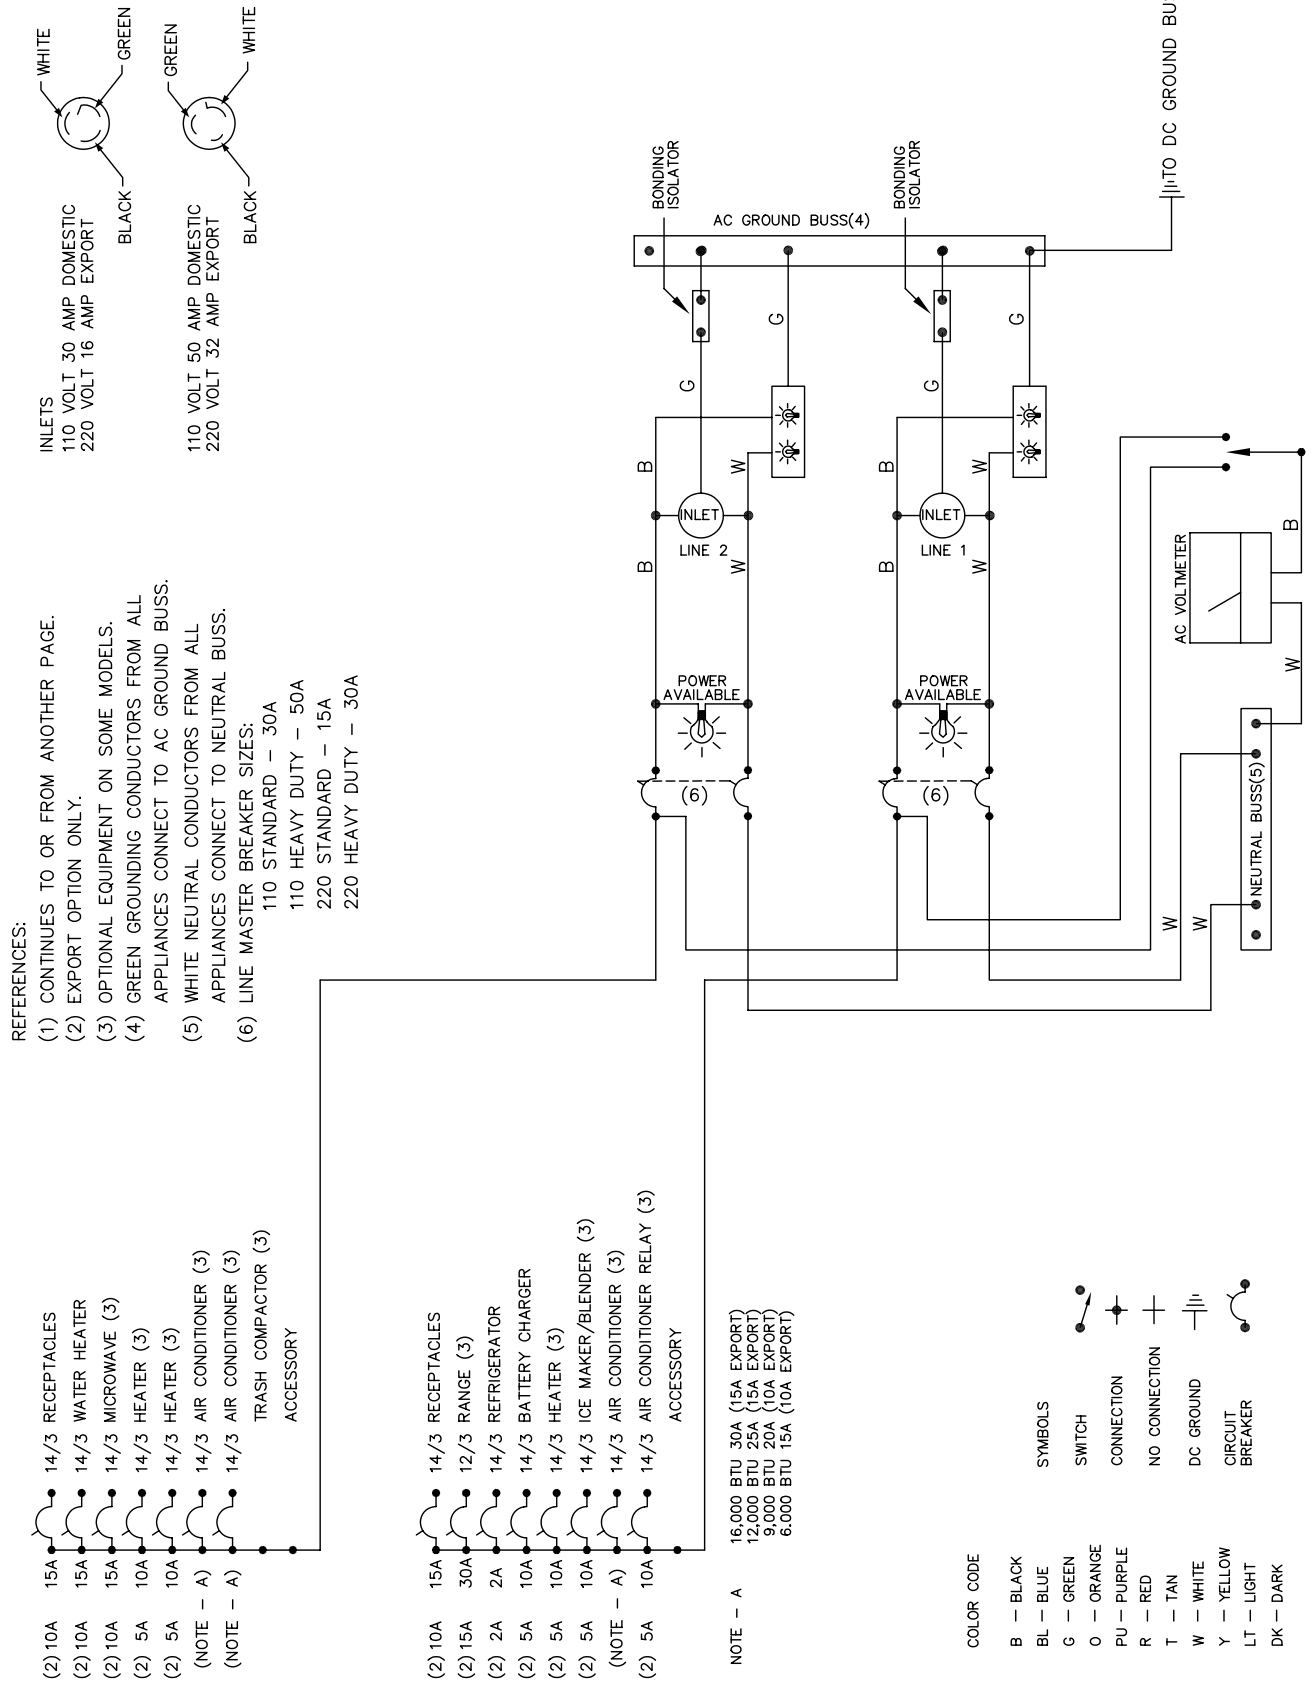 INLETS
110 VOLT 30 AMP DOMESTIC
220 VOLT 16 AMP EXPORT
WHITE
GREEN
BLACK
110 VOLT 50 AMP DOMESTIC
220 VOLT 32 AMP EXPORT
GREEN
WHITE
BLACK
REFERENCES:
(1) CONTINUES TO OR FROM ANOTHER PAGE.
(2) EXPORT OPTION ONLY.
(3) OPTIONAL EQUIPMENT ON SOME MODELS.
(4) GREEN GROUNDING CONDUCTORS FROM ALL
APPLIANCES CONNECT TO AC GROUND BUSS.
(5) WHITE NEUTRAL CONDUCTORS FROM ALL
APPLIANCES CONNECT TO NEUTRAL BUSS.
(6) LINE MASTER BREAKER SIZES:
110 STANDARD – 30A
110 HEAVY DUTY – 50A
220 STANDARD – 15A
220 HEAVY DUTY – 30A
(2)10A 15A 14/3 RECEPTACLES
(2)10A 15A 14/3 WATER HEATER
(2)10A 15A 14/3 MICROWAVE (3)
(2) 5A 10A 14/3 HEATER (3)
(2) 5A 10A 14/3 HEATER (3)
(NOTE – A) 14/3 AIR CONDITIONER (3)
(NOTE – A) 14/3 AIR CONDITIONER (3)
TRASH COMPACTOR (3)
ACCESSORY
(2)10A 15A 14/3 RECEPTACLES
(2)15A 30A 12/3 RANGE (3)
(2) 2A 2A 14/3 REFRIGERATOR
(2) 5A 10A 14/3 BATTERY CHARGER
(2) 5A 10A 14/3 HEATER (3)
(2) 5A 10A 14/3 ICE MAKER/BLENDER (3)
(NOTE – A) 14/3 AIR CONDITIONER (3)
(2) 5A 10A 14/3 AIR CONDITIONER RELAY (3)
ACCESSORY
NOTE – A
16,000 BTU 30A (15A EXPORT)
12,000 BTU 25A (15A EXPORT)
9,000 BTU 20A (10A EXPORT)
6.000 BTU 15A (10A EXPORT)
BONDING
ISOLATOR
AC GROUND BUSS(4)
BONDING
ISOLATOR
TO DC GROUND BU
G
G
B
W
INLET
LINE 2
B
W
POWER
AVAILABLE
(6)
G
G
B
W
INLET
LINE 1
B
W
POWER
AVAILABLE
(6)
AC VOLTMETER
B
W
NEUTRAL BUSS(5)
W
W
COLOR CODE
B – BLACK
BL – BLUE
G – GREEN
O – ORANGE
PU – PURPLE
R – RED
T – TAN
W – WHITE
Y – YELLOW
LT – LIGHT
DK – DARK
SYMBOLS
SWITCH
CONNECTION
NO CONNECTION
DC GROUND
CIRCUIT
BREAKER